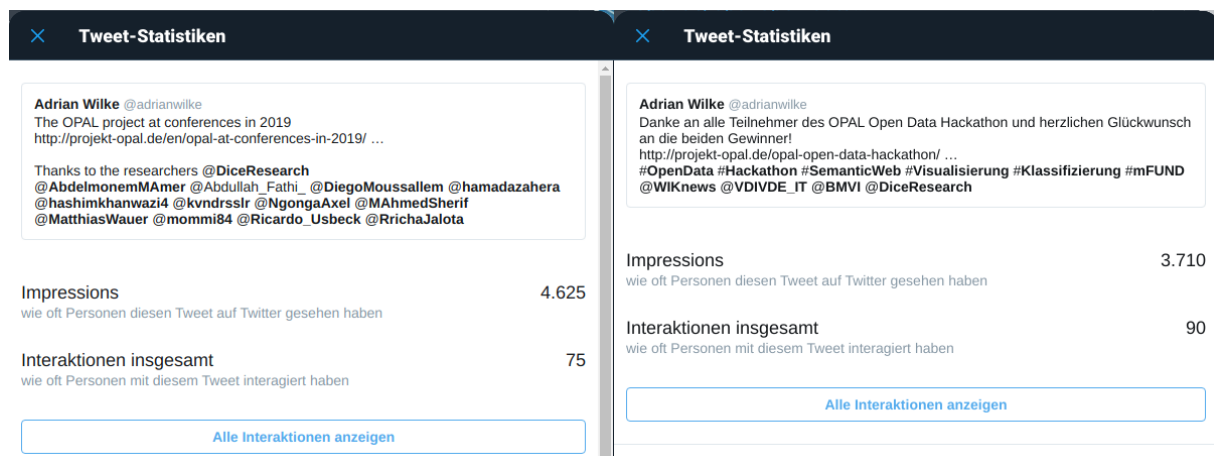 Tweet-Statistiken
Adrian Wilke @adrianwilke
The OPAL project at conferences in 2019
http://projekt-opal.de/en/opal-at-conferences-in-2019/ …
Thanks to the researchers @DiceResearch
@AbdelmonemMAmer @Abdullah_Fathi_ @DiegoMoussallem @hamadazahera
@hashimkhanwazi4 @kvndrsslr @NgongaAxel @MAhmedSherif
@MatthiasWauer @mommi84 @Ricardo_Usbeck @RrichaJalota
Impressions 4.625
wie oft Personen diesen Tweet auf Twitter gesehen haben
Interaktionen insgesamt 75
wie oft Personen mit diesem Tweet interagiert haben
Alle Interaktionen anzeigen
Tweet-Statistiken
Adrian Wilke @adrianwilke
Danke an alle Teilnehmer des OPAL Open Data Hackathon und herzlichen Glückwunsch
an die beiden Gewinner!
http://projekt-opal.de/opal-open-data-hackathon/ …
#OpenData #Hackathon #SemanticWeb #Visualisierung #Klassifizierung #mFUND
@WIKnews @VDIVDE_IT @BMVI @DiceResearch
Impressions 3.710
wie oft Personen diesen Tweet auf Twitter gesehen haben
Interaktionen insgesamt 90
wie oft Personen mit diesem Tweet interagiert haben
Alle Interaktionen anzeigen